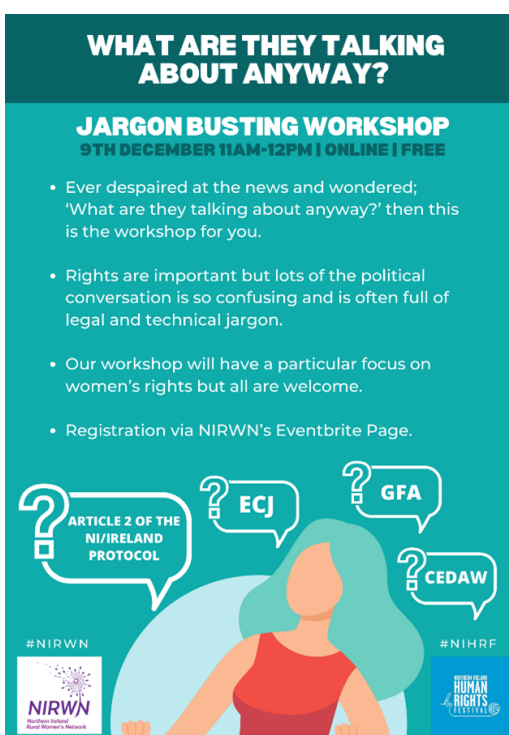 WHAT ARE THEY TALKING
ABOUT ANYWAY?
JARGON BUSTING WORKSHOP
9TH DECEMBER 11AM-12PM | ONLINE | FREE
• Ever despaired at the news and wondered;
‘What are they talking about anyway?’ then this
is the workshop for you.
• Rights are important but lots of the political
conversation is so confusing and is often full of
legal and technical jargon.
• Our workshop will have a particular focus on
women’s rights but all are welcome.
• Registration via NIRWN’s Eventbrite Page.
?
ARTICLE 2 OF THE
NI/IRELAND
PROTOCOL
?
ECJ
?
GFA
?
CEDAW
#NIRWN
NIRWN
Northern Ireland
Rural Women's Network
#NIHRF
NORTHERN IRELAND
HUMAN
RIGHTS
FESTIVAL